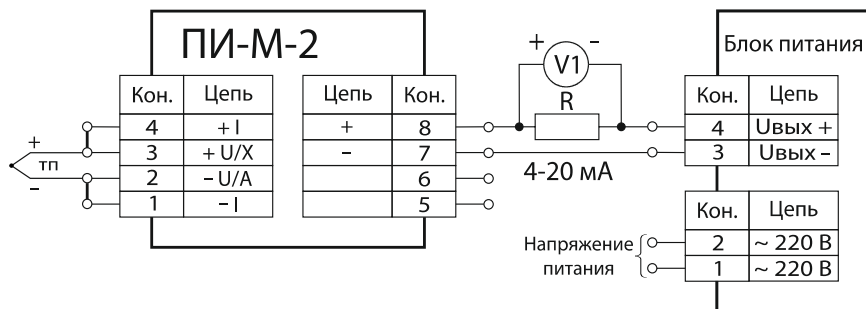 ПИ-М-2
Блок питания
+ V1 –
R
4-20 мА
+
ТП
–
Кон. Цепь
4 + I
3 + U/X
2 – U/A
1 – I
Цепь Кон.
+ 8
– 7
6
5
Кон. Цепь
4 Uвых +
3 Uвых –
Кон. Цепь
2 ~ 220 В
1 ~ 220 В
Напряжение
питания